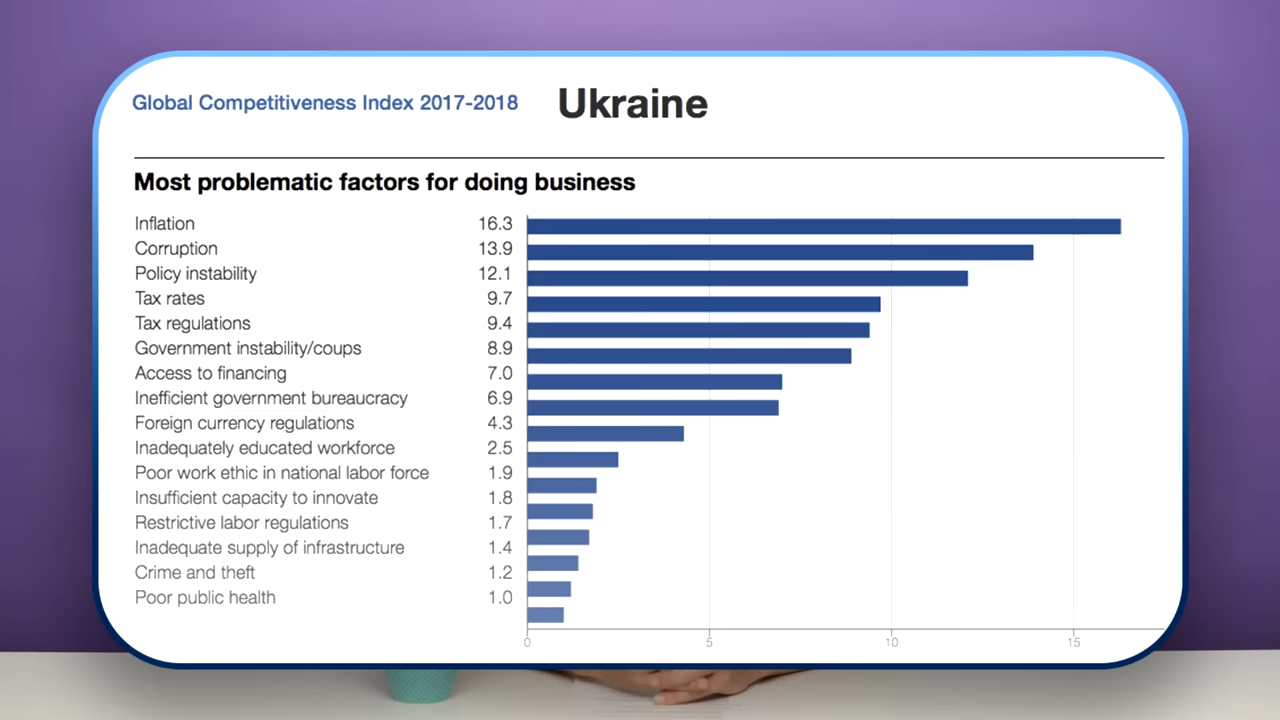 Global Competitiveness Index 2017-2018 Ukraine
Most problematic factors for doing business
Inflation 16.3
Corruption 13.9
Policy instability 12.1
Tax rates 9.7
Tax regulations 9.4
Government instability/coups 8.9
Access to financing 7.0
Inefficient government bureaucracy 6.9
Foreign currency regulations 4.3
Inadequately educated workforce 2.5
Poor work ethic in national labor force 1.9
Insufficient capacity to innovate 1.8
Restrictive labor regulations 1.7
Inadequate supply of infrastructure 1.4
Crime and theft 1.2
Poor public health 1.0
0 5 10 15